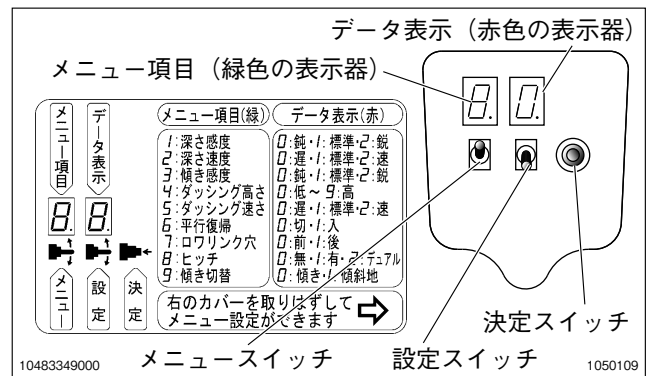 データ表示（赤色の表示器）
メニュー項目（緑色の表示器）
メニュー項目
データ表示
8.
8.
メニュー
設定
決定
メニュー項目(緑) データ表示(赤)
1:深さ感度 0:鈍・1:標準・2:鋭
2:深さ速度 0:遅・1:標準・2:速
3:傾き感度 0:鈍・1:標準・2:鋭
4:ダッシング高さ 0:低～9:高
5:ダッシング速さ 0:遅・1:標準・2:速
6:平行復帰 0:切・1:入
7:ロワリンク穴 0:前・1:後
8:ヒッチ 0:無・1:有・2:デュアル
9:傾き切替 0:傾き・1:傾斜地
右のカバーを取りはずして
メニュー設定ができます
8.
0.
決定スイッチ
メニュースイッチ
設定スイッチ
10483349000
1050109